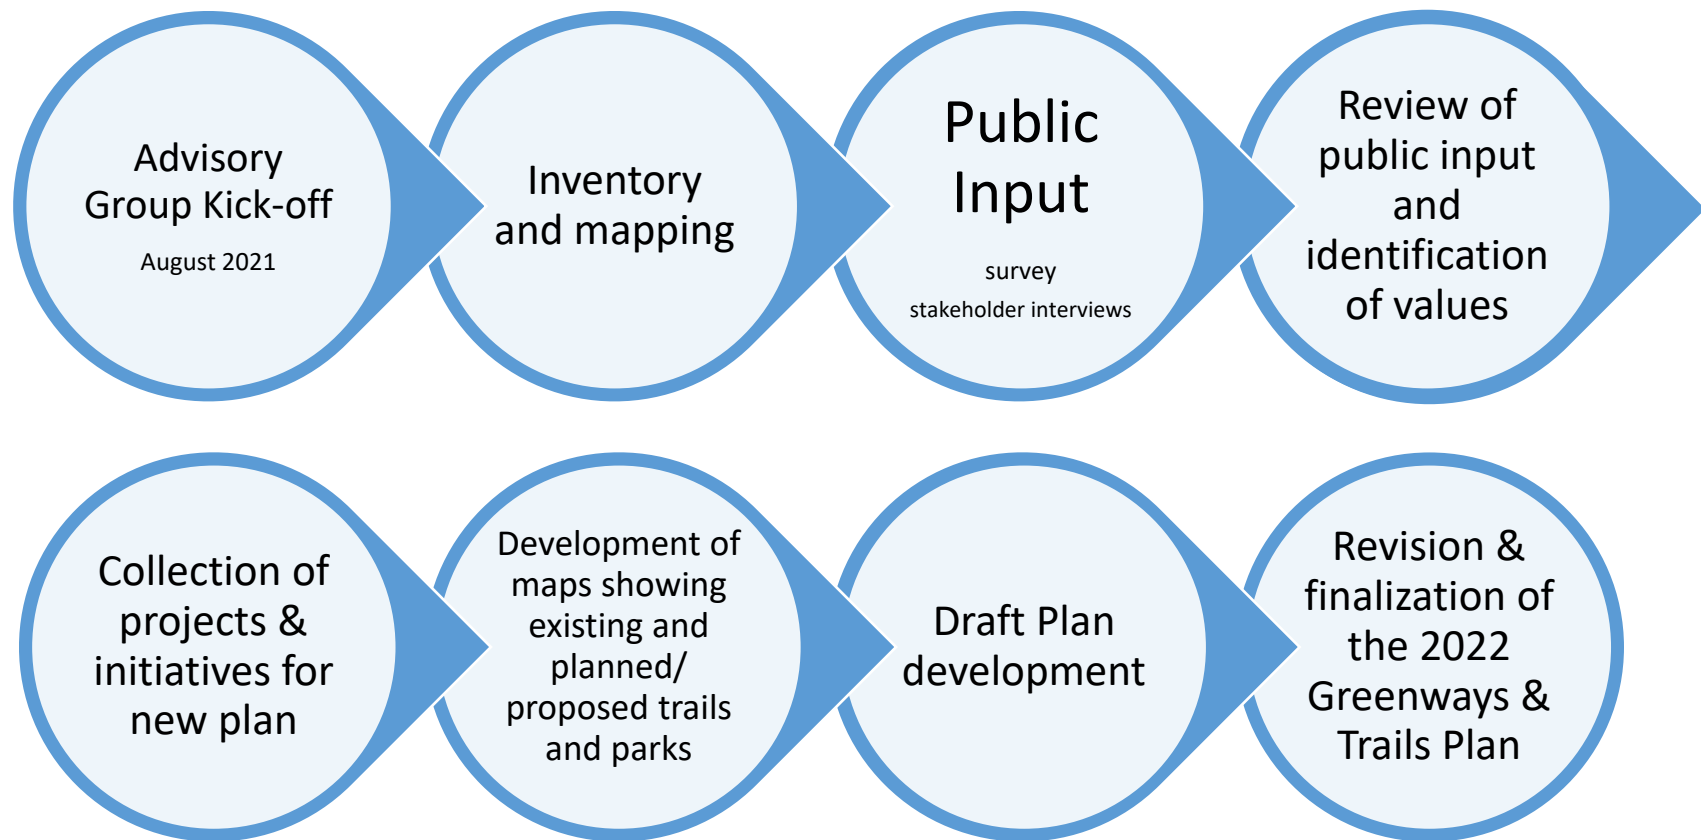 Advisory
Group Kick-off
August 2021
Inventory
and mapping
Public
Input
survey
stakeholder interviews
Review of
public input
and
identification
of values
Collection of
projects &
initiatives for
new plan
Development of
maps showing
existing and
planned/
proposed trails
and parks
Draft Plan
development
Revision &
finalization of
the 2022
Greenways &
Trails Plan